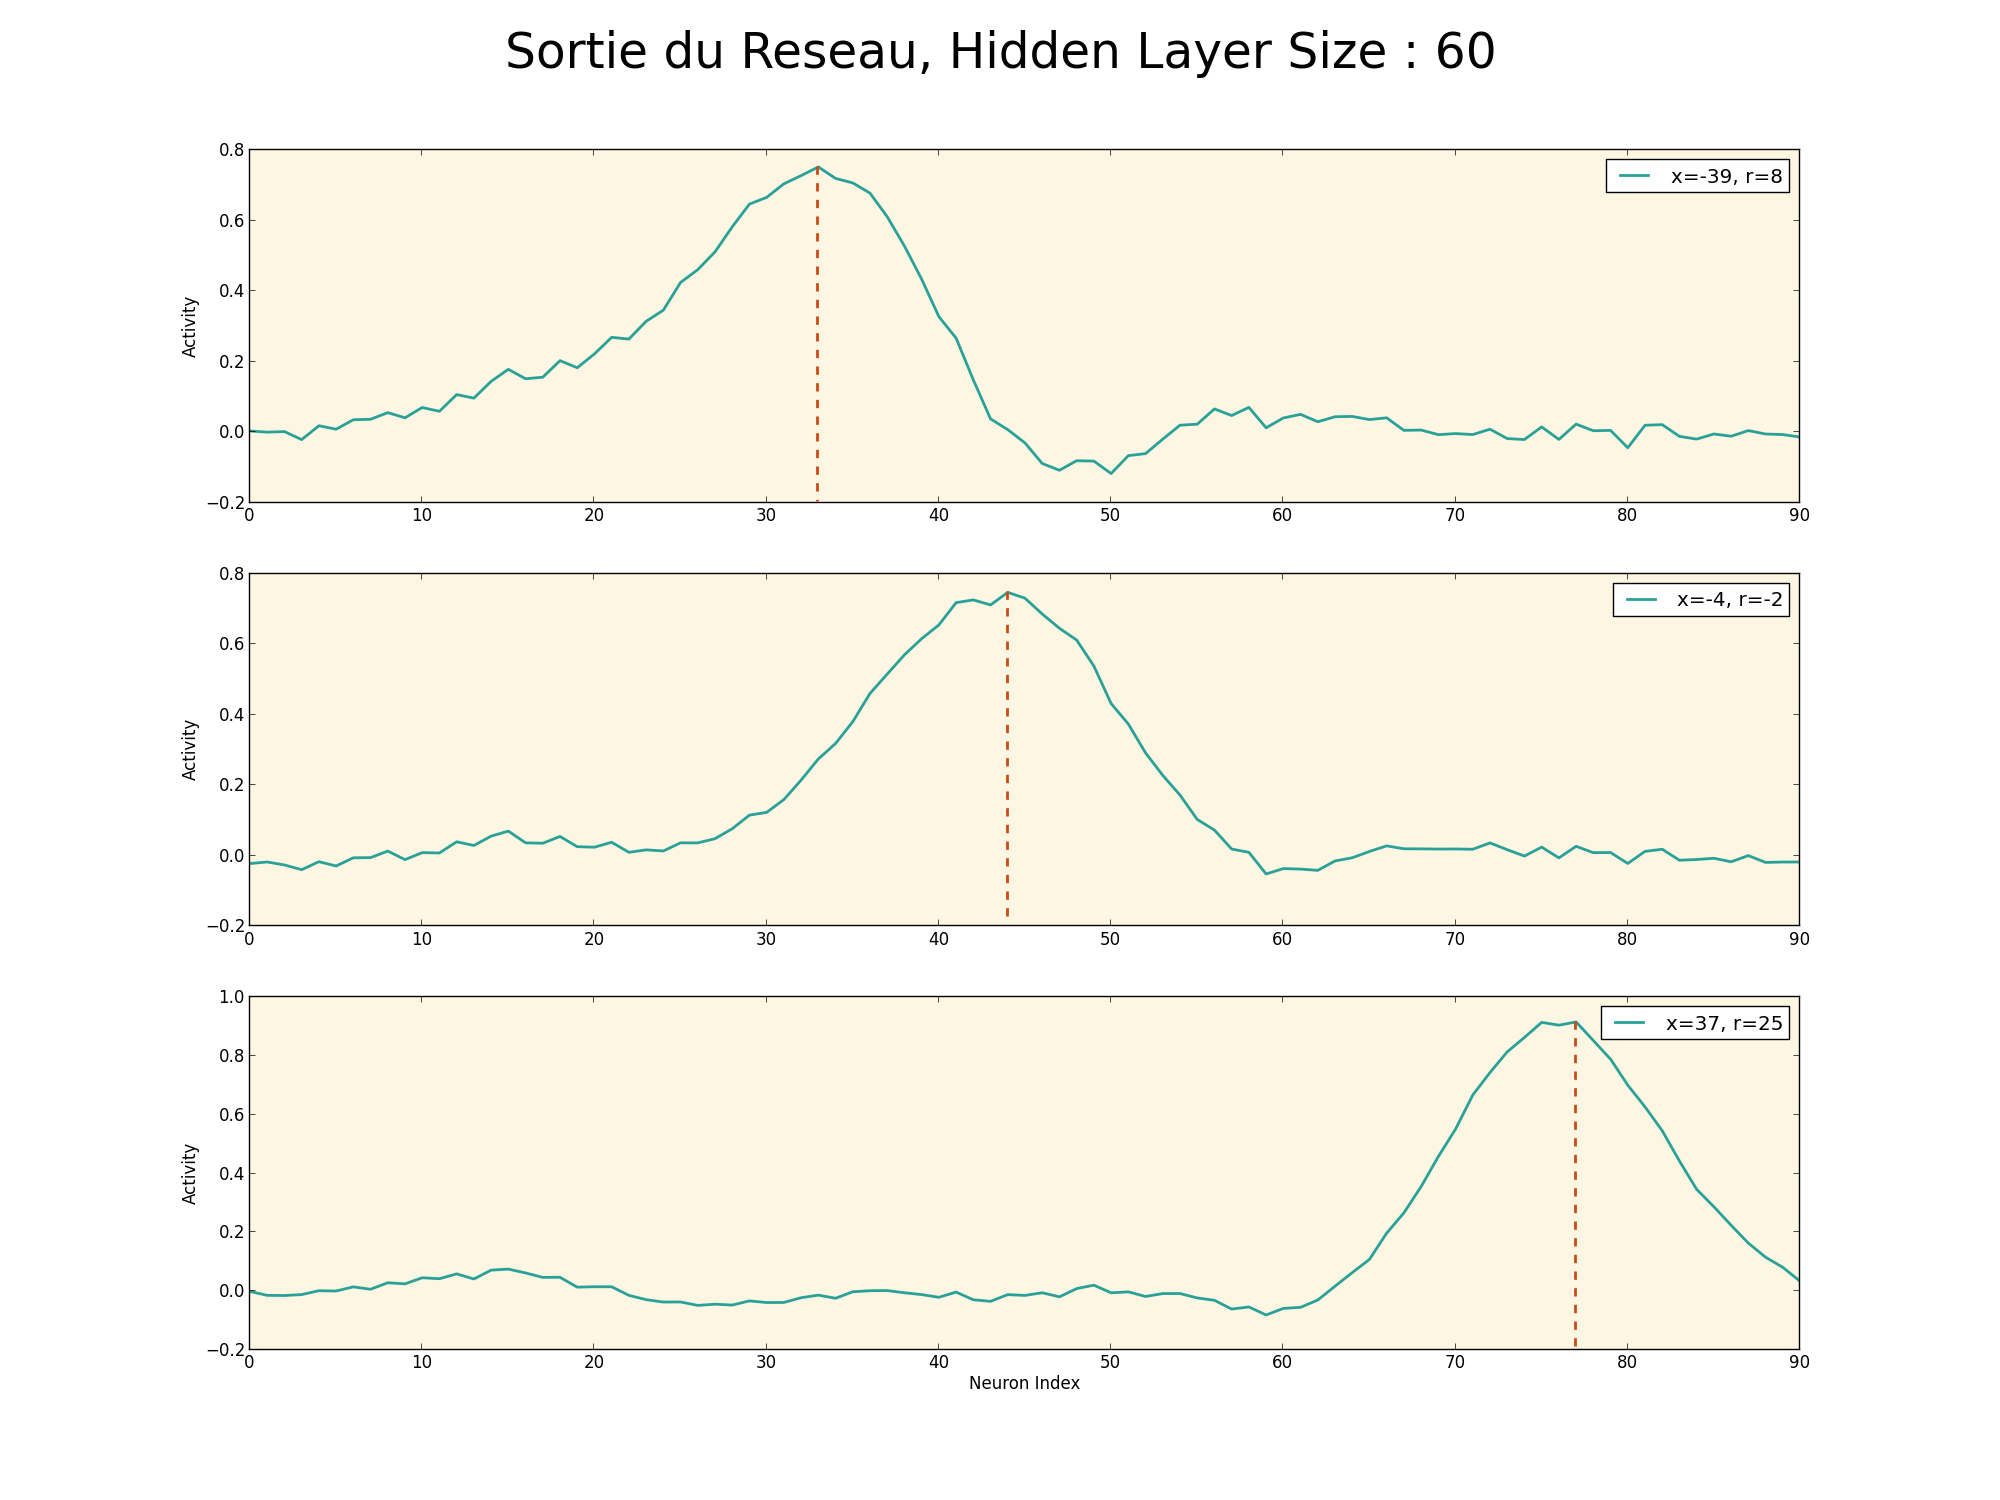 Sortie du Reseau, Hidden Layer Size : 60
0.8
0.6
0.4
0.2
0.0
−0.2
Activity
x=-39, r=8
0 10 20 30 40 50 60 70 80 90
0.8
0.6
0.4
0.2
0.0
−0.2
Activity
x=-4, r=-2
0 10 20 30 40 50 60 70 80 90
1.0
0.8
0.6
0.4
0.2
0.0
−0.2
Activity
x=37, r=25
0 10 20 30 40 50 60 70 80 90
Neuron Index